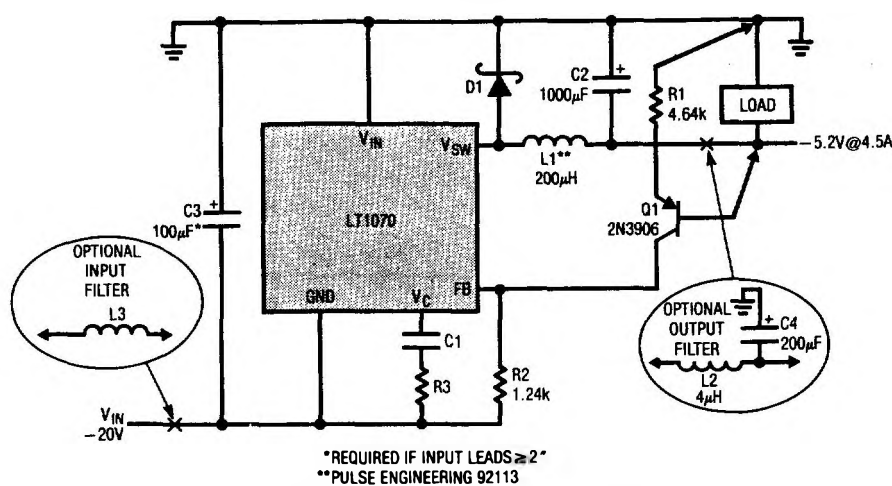 D1
C2
1000µF
+
R1
4.64k
LOAD
VIN
VSW
L1**
200µH
–5.2V@4.5A
C3
+
100µF*
LT1070
Q1
2N3906
OPTIONAL
INPUT
FILTER
L3
GND
VC
FB
C1
R3
R2
1.24k
OPTIONAL
OUTPUT
FILTER
+
C4
200µF
L2
4µH
VIN
–20V
*REQUIRED IF INPUT LEADS ≥ 2"
**PULSE ENGINEERING 92113